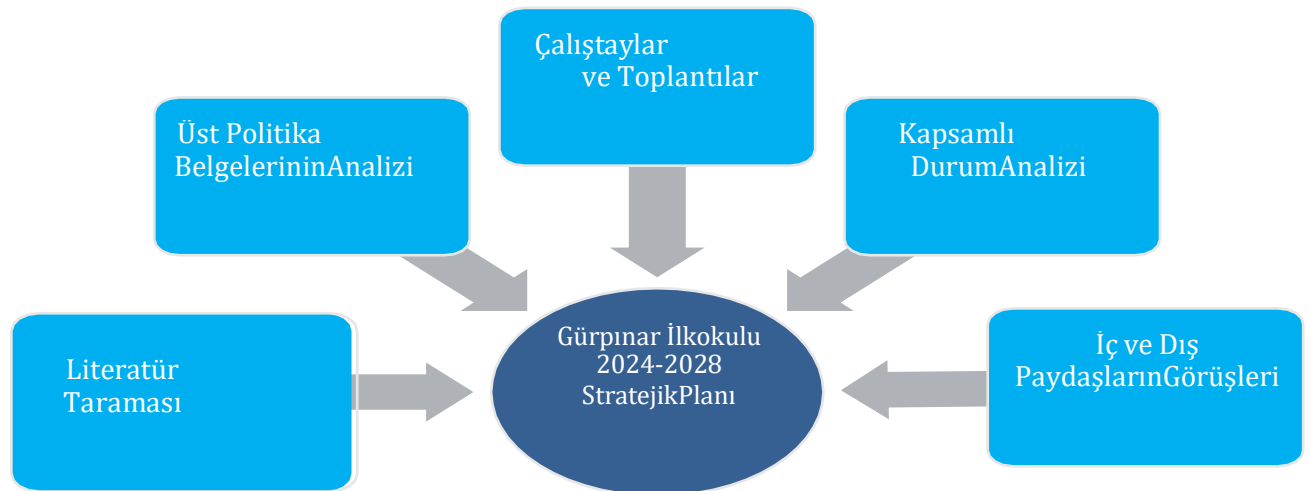 Çalıştaylar
ve Toplantılar
Üst Politika
BelgelerininAnalizi
Kapsamlı
DurumAnalizi
Literatür
Taraması
Gürpınar İlkokulu
2024-2028
StratejikPlanı
İç ve Dış
PaydaşlarınGörüşleri